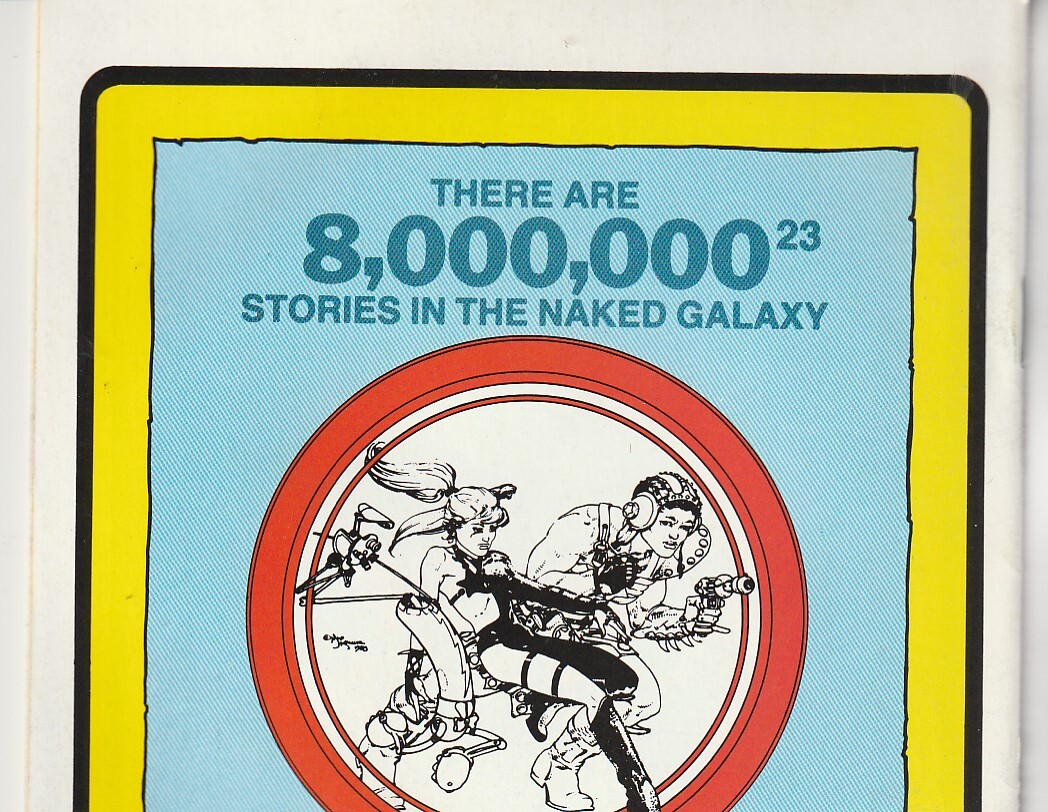 THERE ARE
8,000,000²³
STORIES IN THE NAKED GALAXY